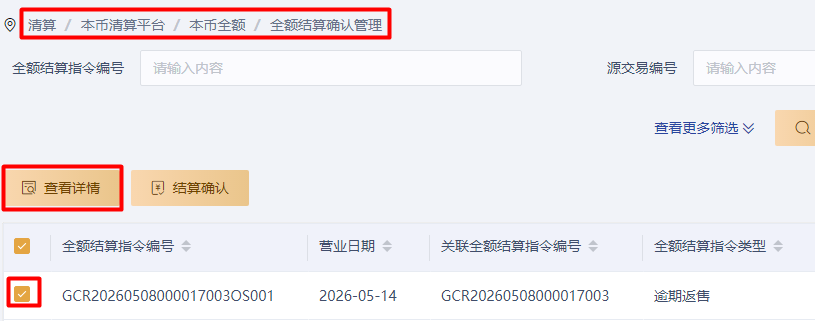 清算 / 本币清算平台 / 本币全额 / 全额结算确认管理
全额结算指令编号 请输入内容 源交易编号 请输入内容
查看更多筛选
查看详情 结算确认
全额结算指令编号 营业日期 关联全额结算指令编号 全额结算指令类型
GCR20260508000017003OS001 2026-05-14 GCR20260508000017003 逾期返售